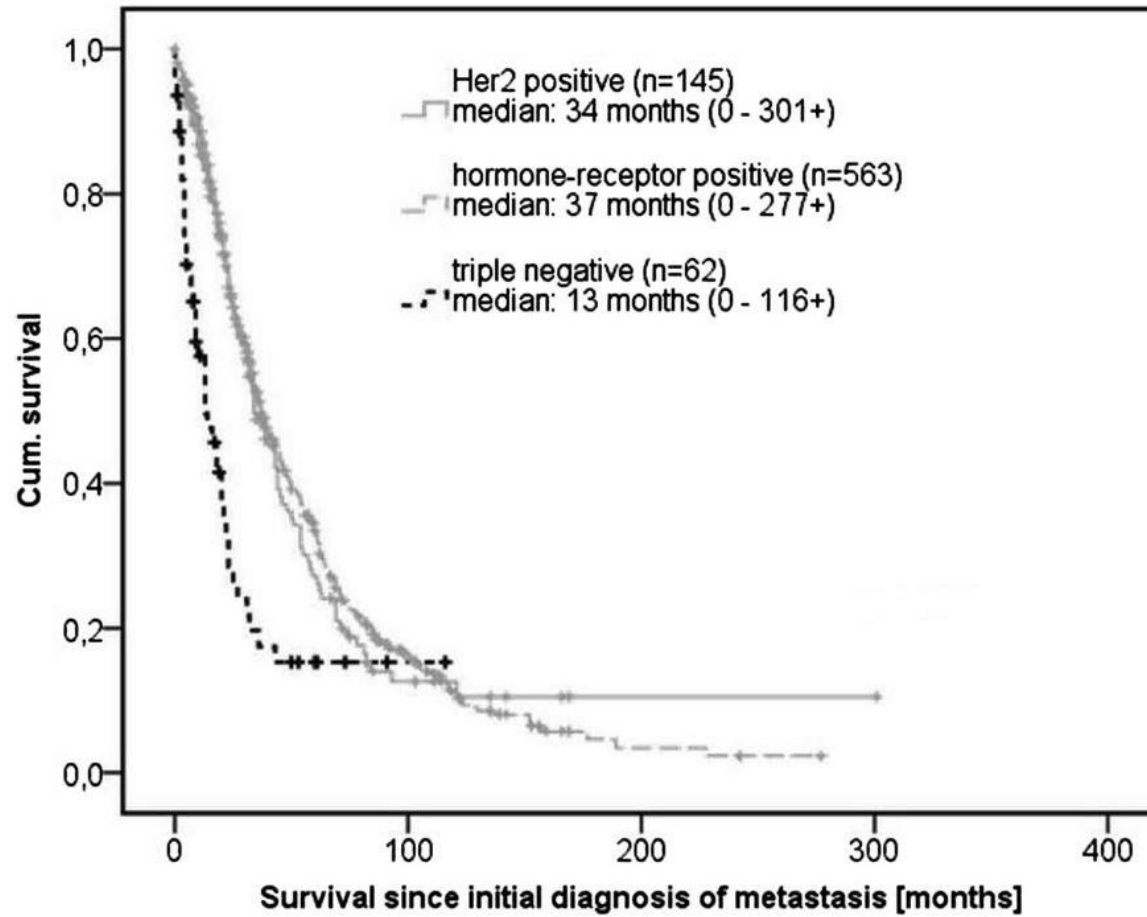 1,0
0,8
0,6
0,4
0,2
0,0
Cum. survival
Her2 positive (n=145)
median: 34 months (0 - 301+)
hormone-receptor positive (n=563)
median: 37 months (0 - 277+)
triple negative (n=62)
median: 13 months (0 - 116+)
0 100 200 300 400
Survival since initial diagnosis of metastasis [months]